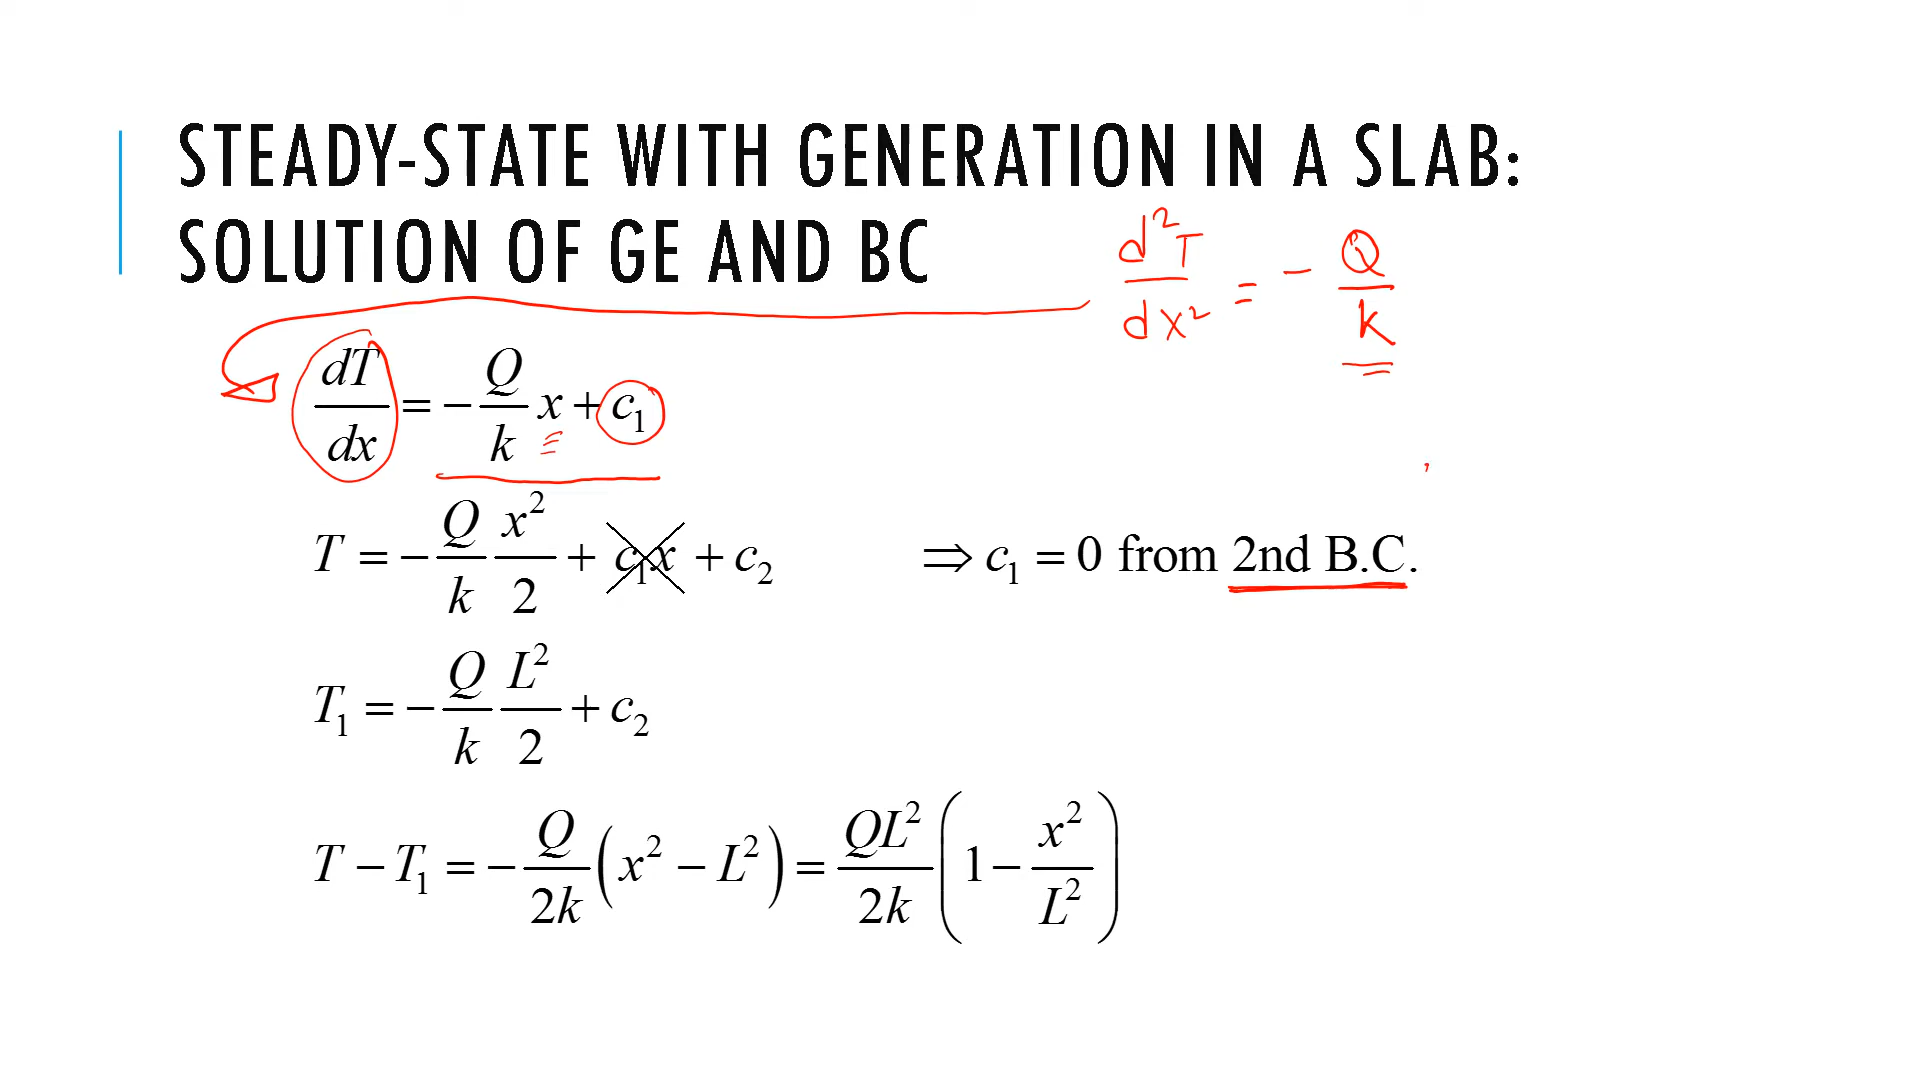 STEADY-STATE WITH GENERATION IN A SLAB:
SOLUTION OF GE AND BC
d²T/dx² = - Q/k
dT/dx = −Q/k x + c₁
T = −Q/k x²/2 + c₁x + c₂ ⇒ c₁ = 0 from 2nd B.C.
T₁ = −Q/k L²/2 + c₂
T − T₁ = −Q/2k (x² − L²) = QL²/2k (1 − x²/L²)